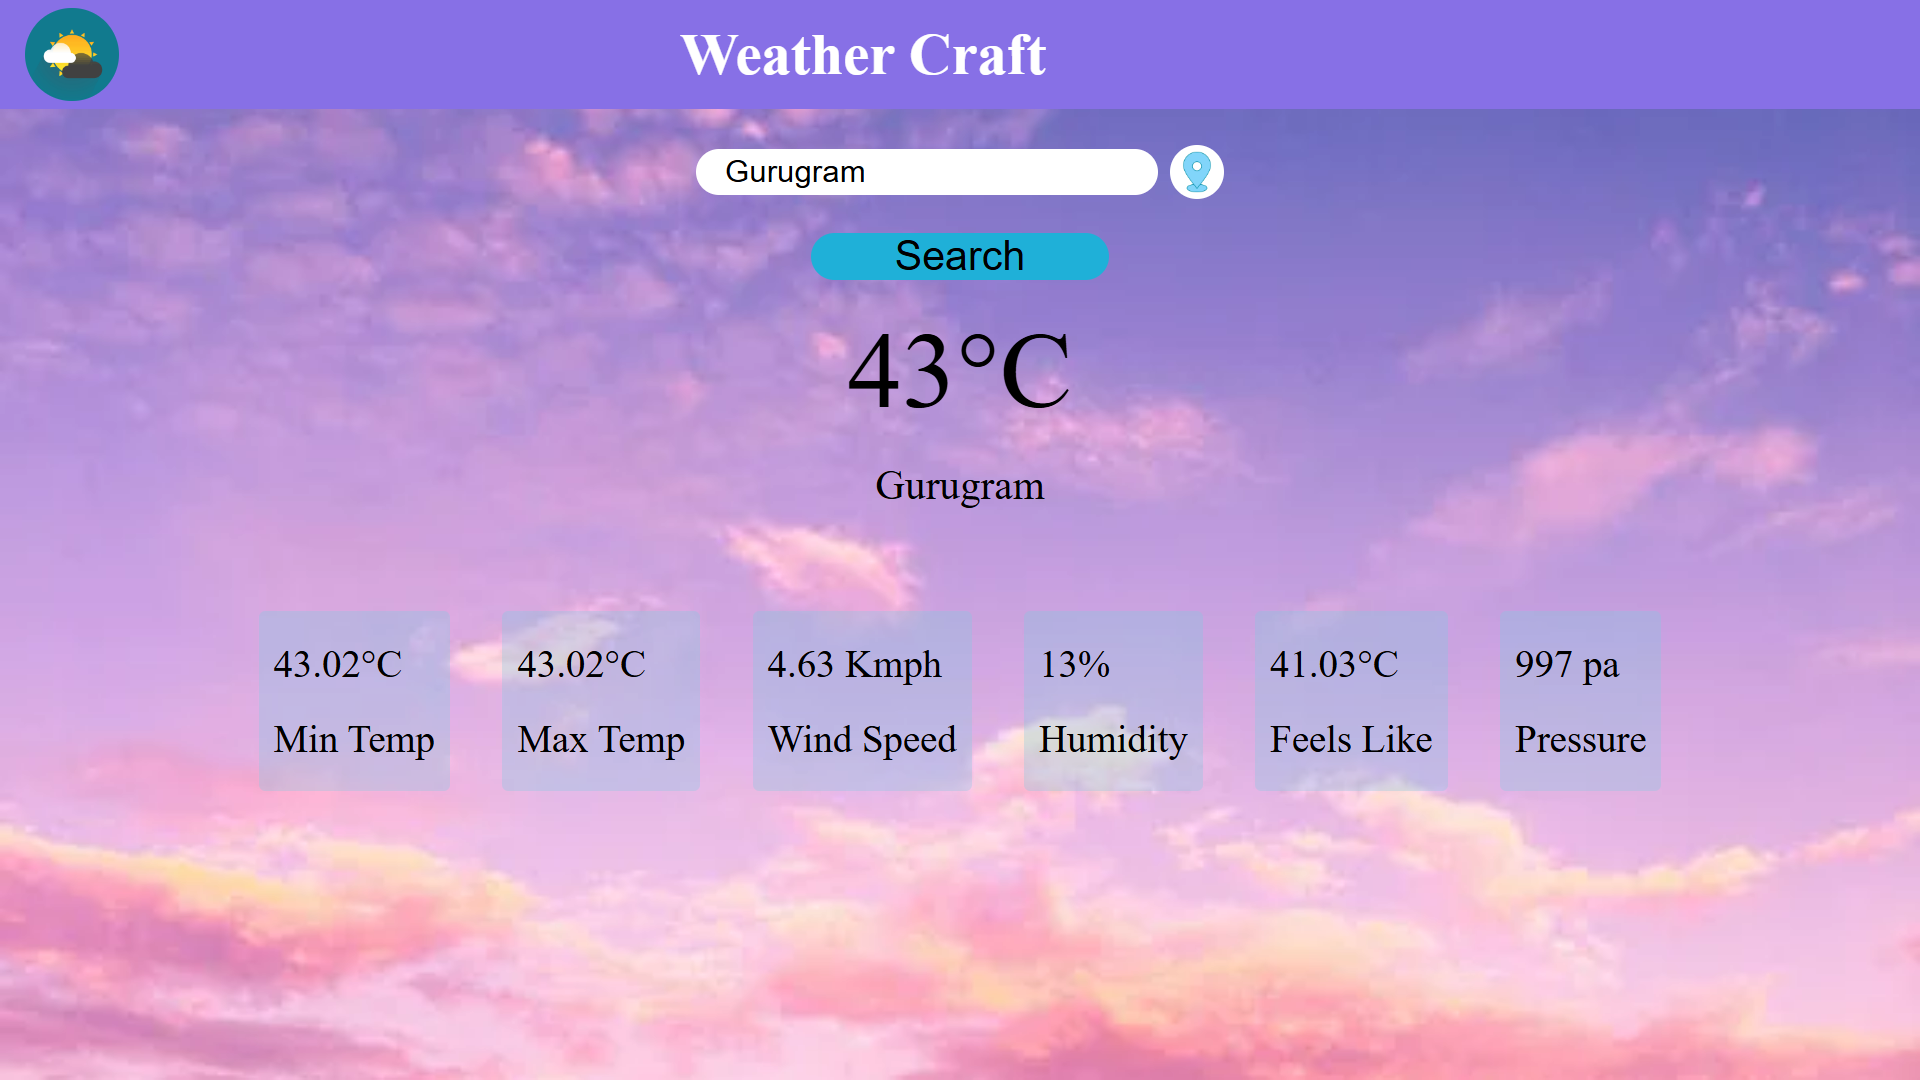 Weather Craft
Gurugram
Search
43°C
Gurugram
43.02°C
Min Temp
43.02°C
Max Temp
4.63 Kmph
Wind Speed
13%
Humidity
41.03°C
Feels Like
997 pa
Pressure